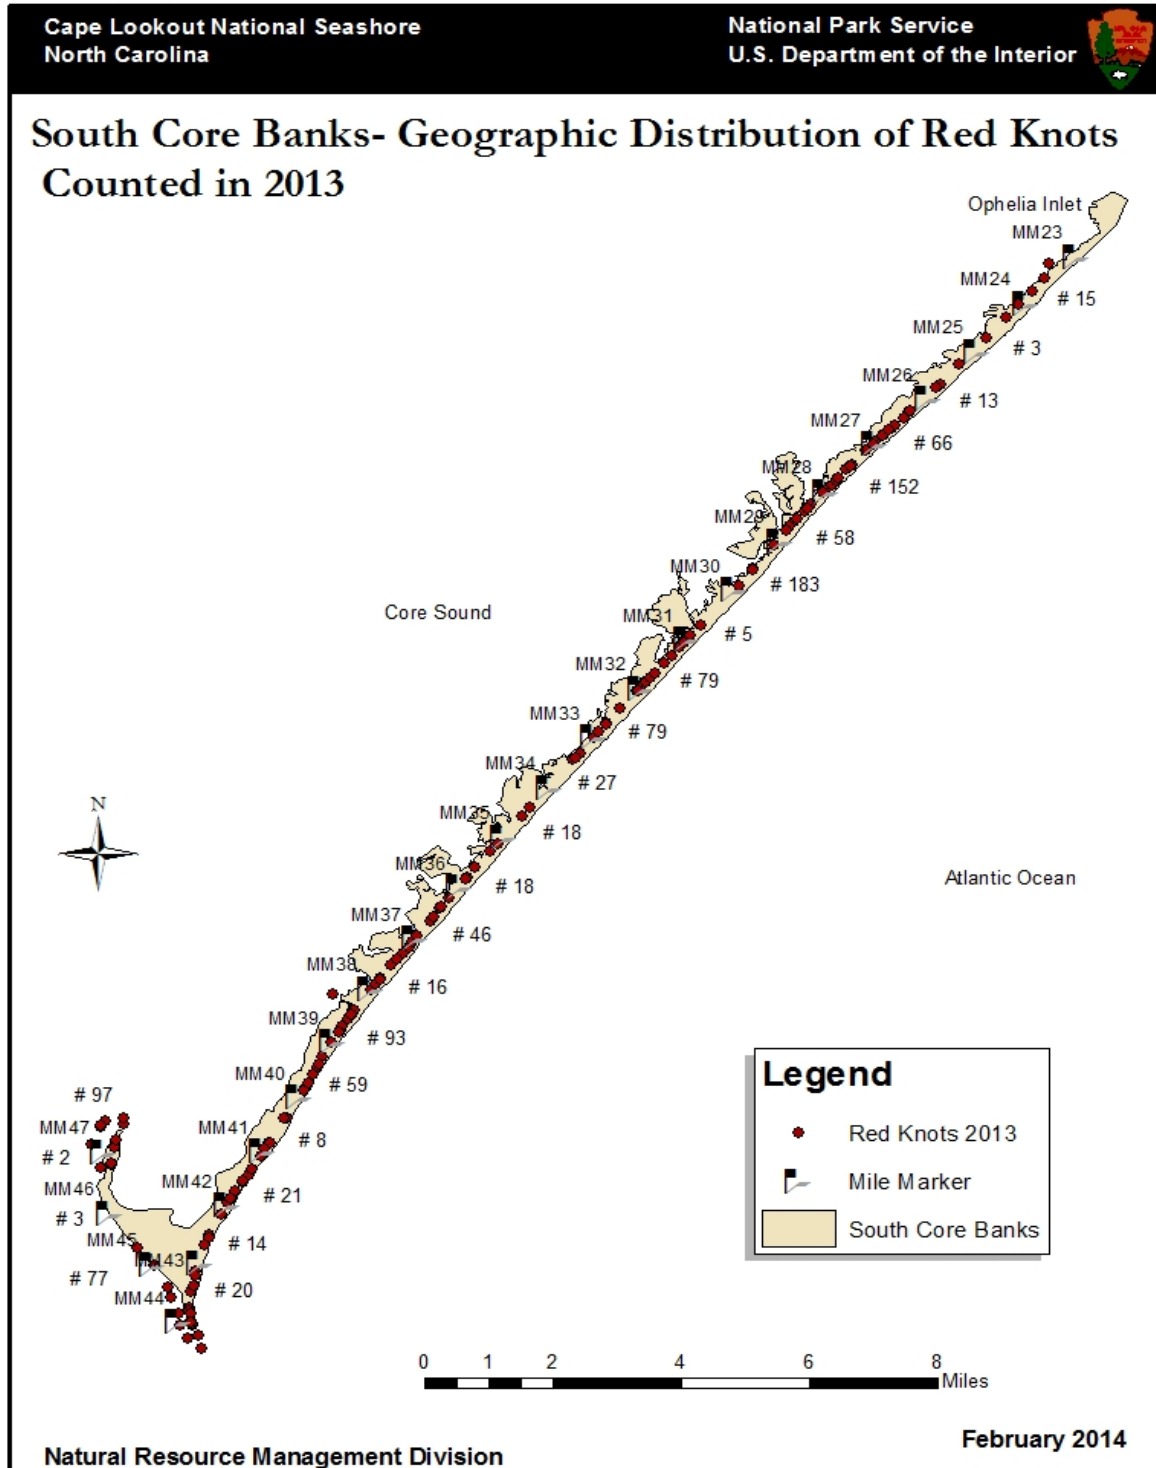 Cape Lookout National Seashore
North Carolina
National Park Service
U.S. Department of the Interior
South Core Banks- Geographic Distribution of Red Knots
Counted in 2013
Ophelia Inlet
MM23
# 15
MM24
# 3
MM25
# 13
MM26
# 66
MM27
# 152
MM28
# 58
MM29
# 183
MM30
# 5
Core Sound
MM31
# 79
MM32
# 79
MM33
# 27
MM34
# 18
MM35
# 18
MM36
# 46
Atlantic Ocean
N
MM37
# 16
MM38
# 93
MM39
# 59
MM40
# 8
MM41
# 21
MM42
# 14
MM43
# 20
MM44
# 77
MM45
# 3
MM46
# 2
MM47
# 97
Legend
Red Knots 2013
Mile Marker
South Core Banks
0 1 2 4 6 8
Miles
February 2014
Natural Resource Management Division